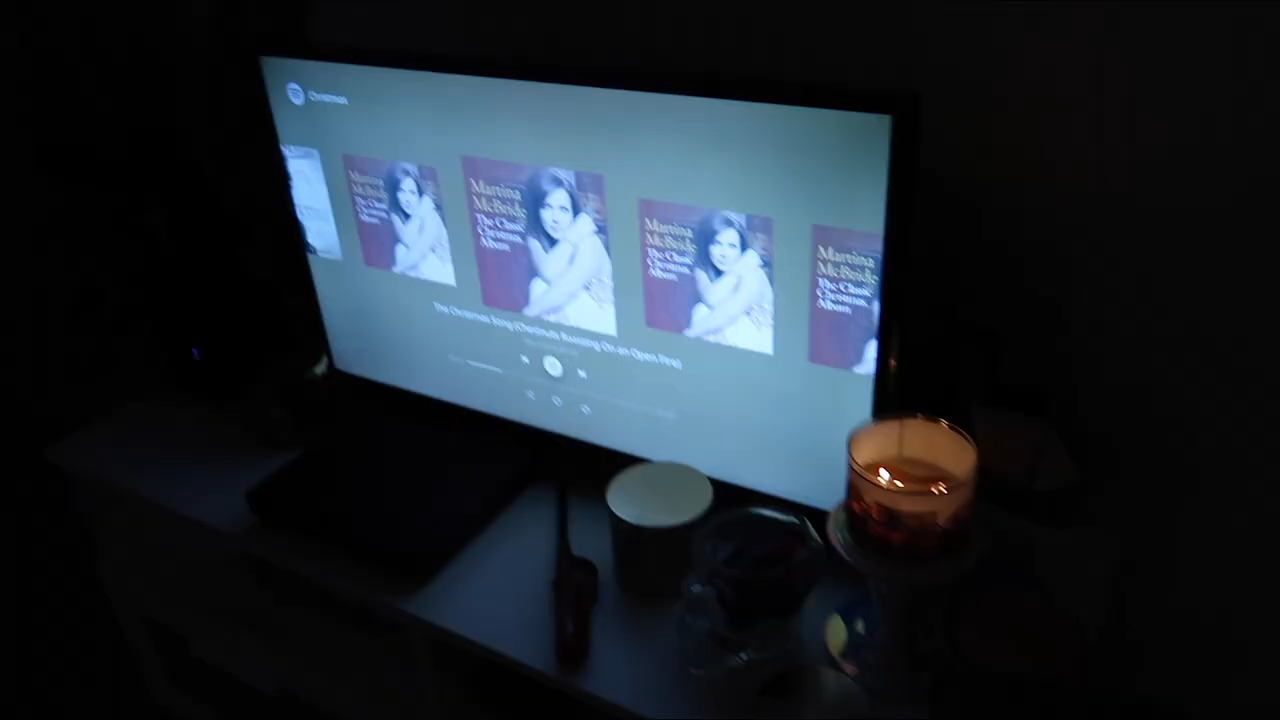 Christmas
Martina
McBride
The Classic
Christmas
Album
Martina
McBride
The Classic
Christmas
Album
Martina
McBride
The Classic
Christmas
Album
Martina
McBride
The Classic
Christmas
Album
The Christmas Song (Chestnuts Roasting On an Open Fire)